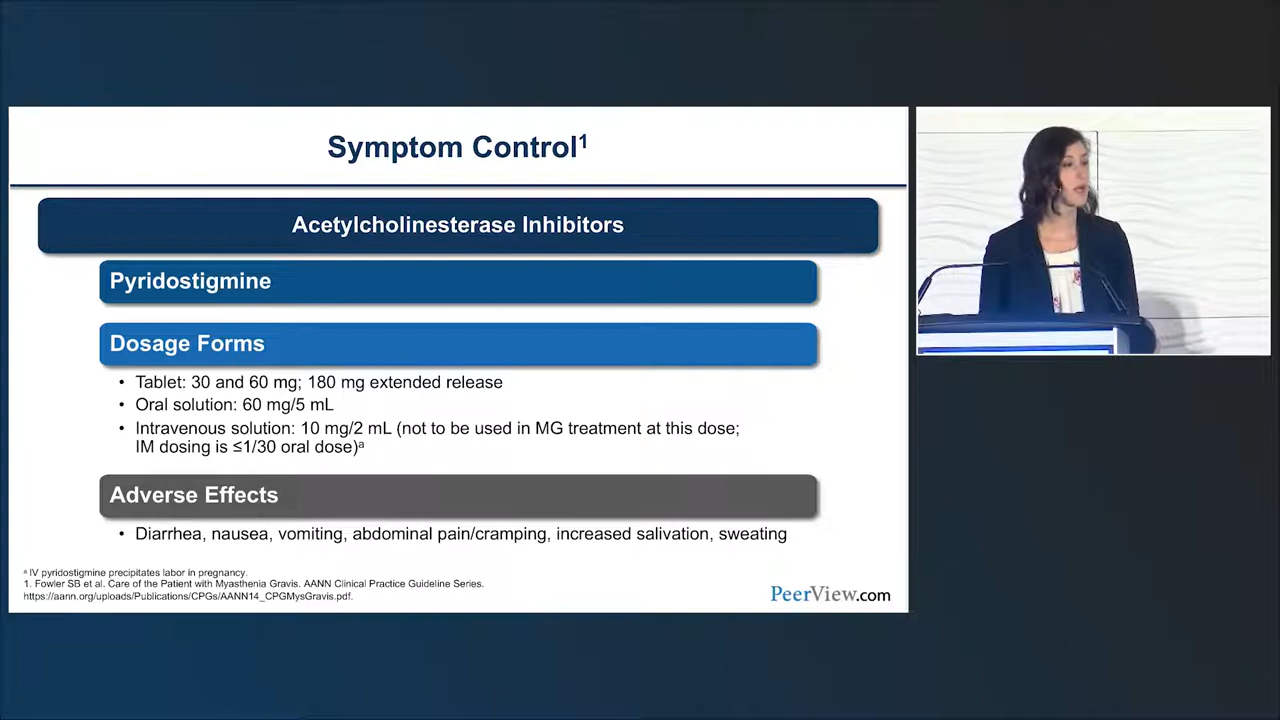 Symptom Control¹
Acetylcholinesterase Inhibitors
Pyridostigmine
Dosage Forms
• Tablet: 30 and 60 mg; 180 mg extended release
• Oral solution: 60 mg/5 mL
• Intravenous solution: 10 mg/2 mL (not to be used in MG treatment at this dose;
IM dosing is ≤1/30 oral dose)ᵃ
Adverse Effects
• Diarrhea, nausea, vomiting, abdominal pain/cramping, increased salivation, sweating
ᵃ IV pyridostigmine precipitates labor in pregnancy.
1. Fowler SB et al. Care of the Patient with Myasthenia Gravis. AANN Clinical Practice Guideline Series.
https://aann.org/uploads/Publications/CPGs/AANN14_CPGMysGravis.pdf.
PeerView.com